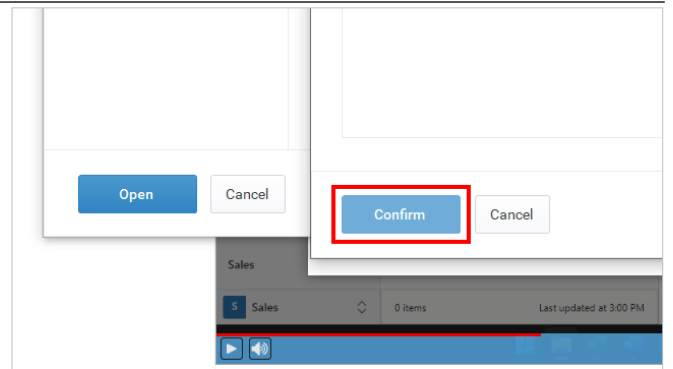 Open
Cancel
Confirm
Cancel
Sales
S Sales
0 items
Last updated at 3:00 PM